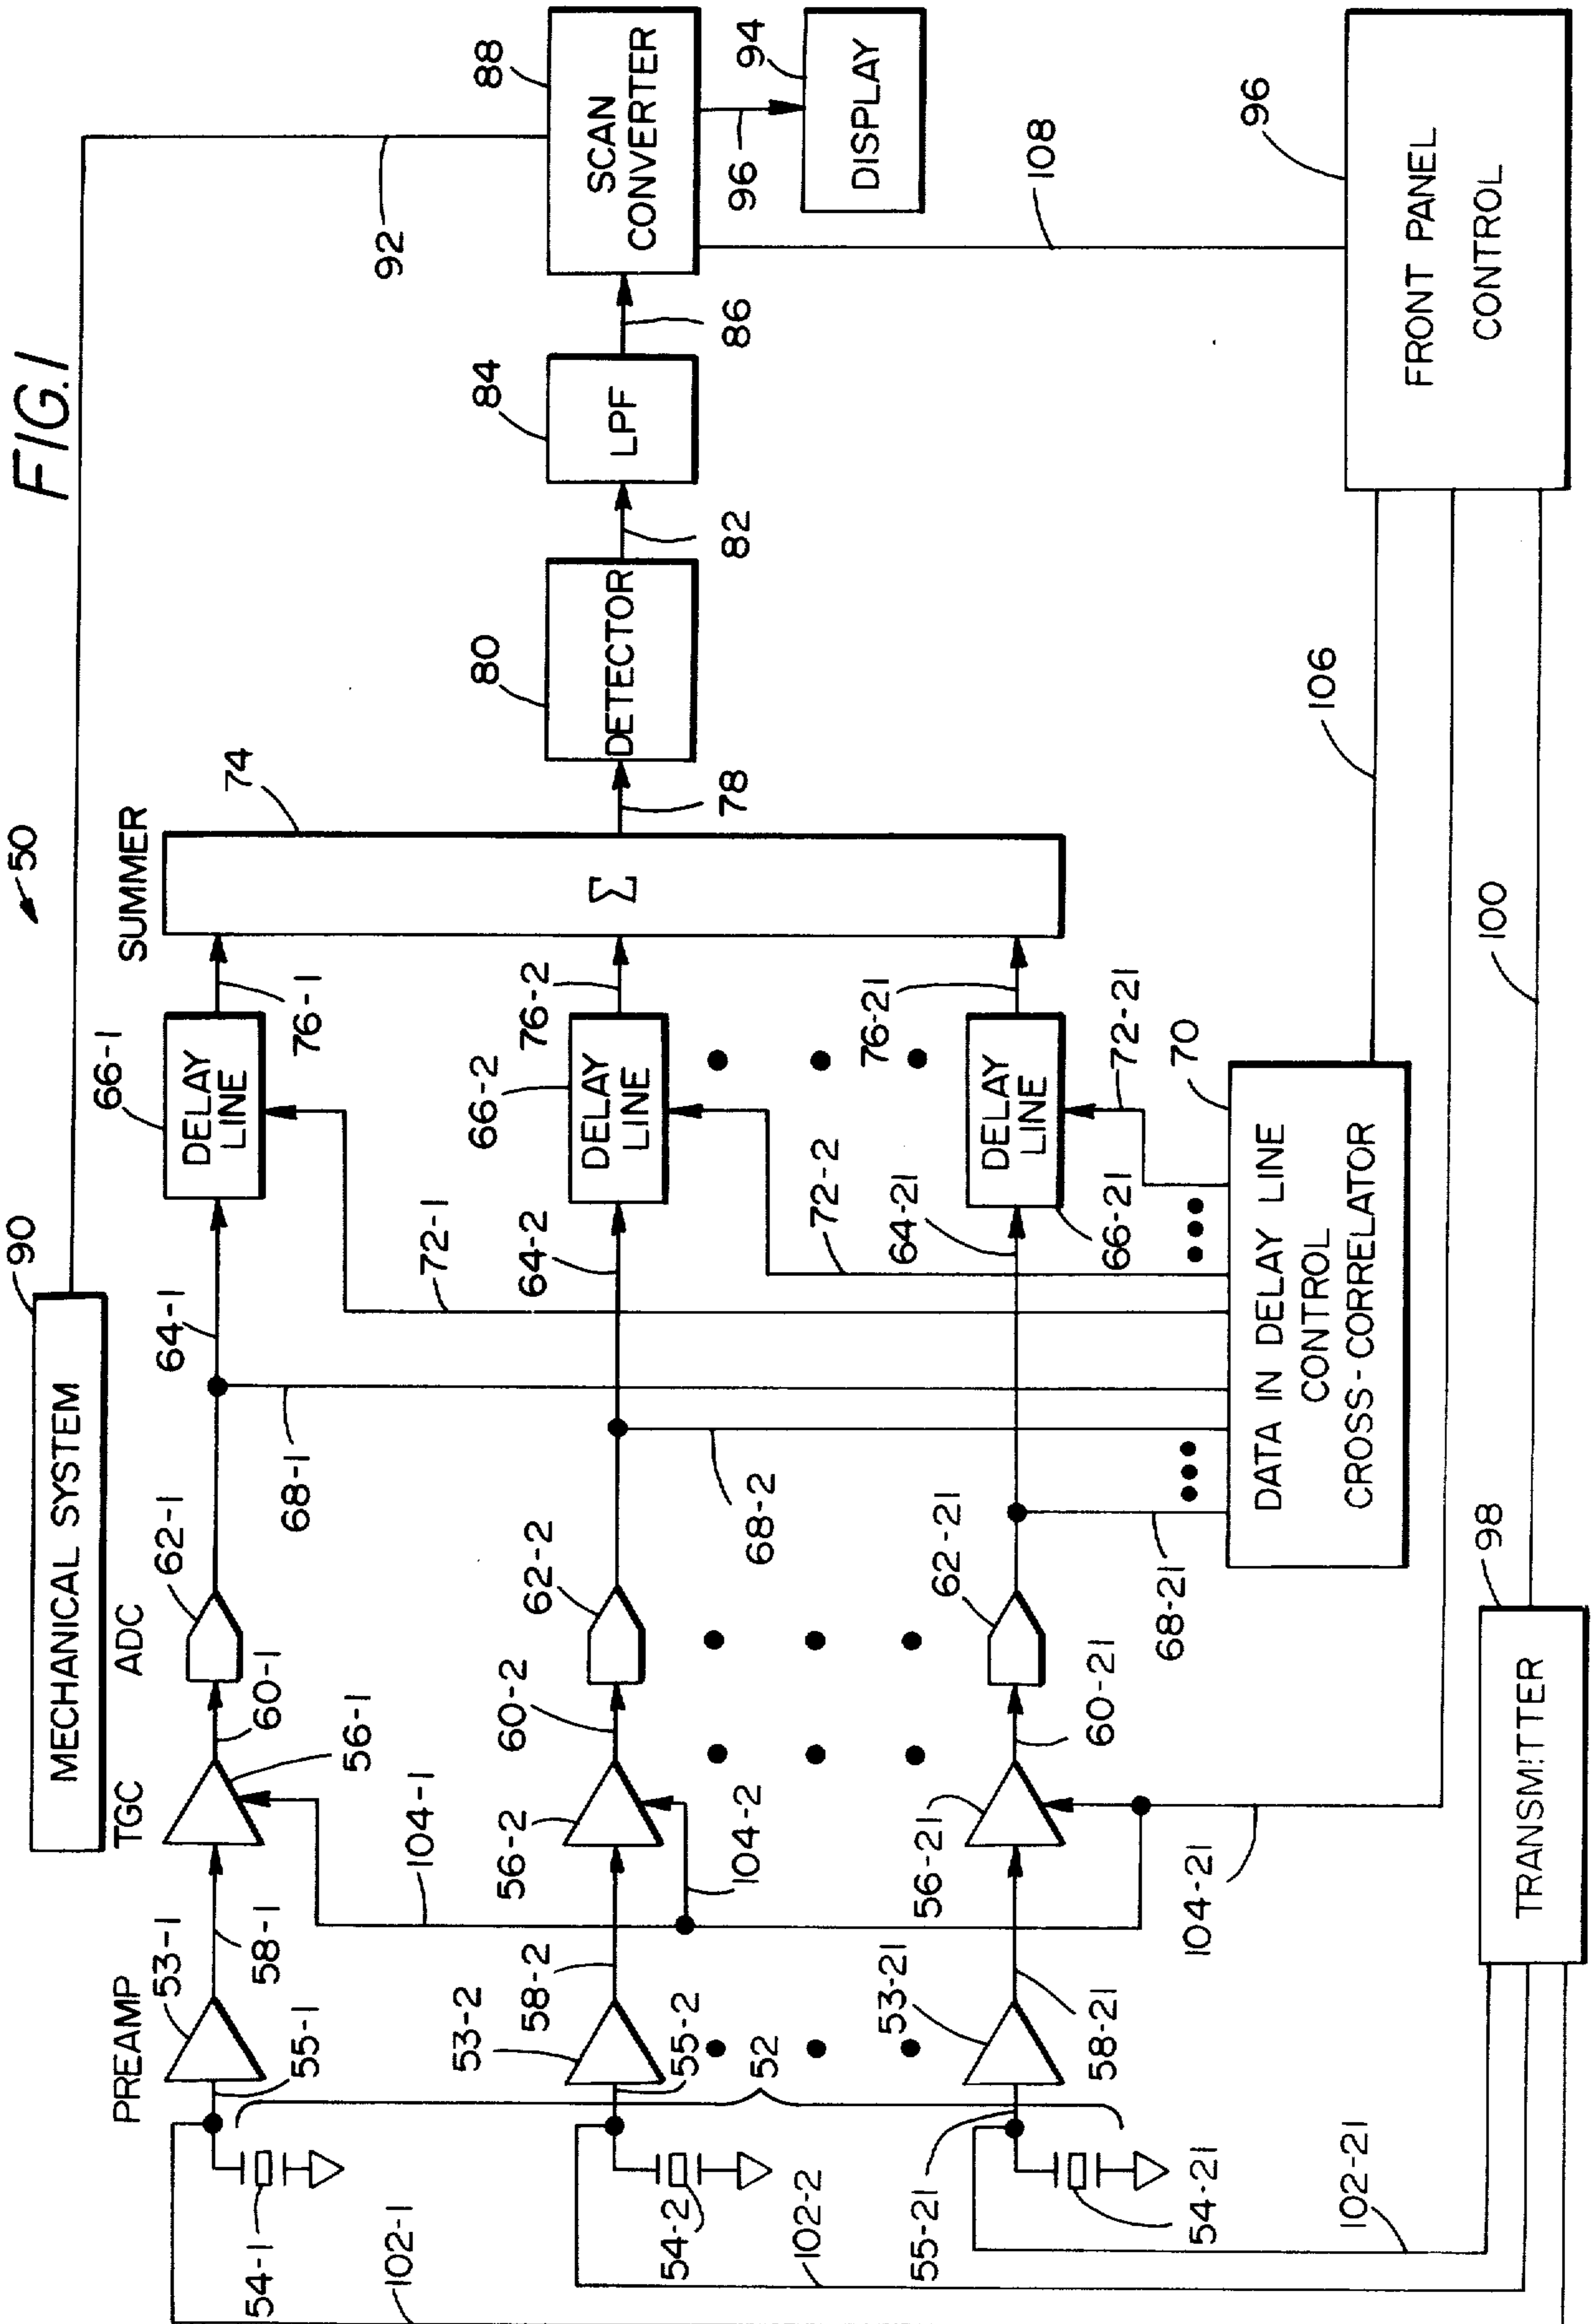 FIG. 1
50
MECHANICAL SYSTEM
90
92
PREAMP
TGC
ADC
SUMMER
53-1
55-1
58-1
56-1
60-1
62-1
64-1
66-1
DELAY
LINE
76-1
74
Σ
68-1
72-1
104-1
54-1
102-1
53-2
55-2
58-2
56-2
60-2
62-2
64-2
66-2
DELAY
LINE
76-2
68-2
72-2
104-2
54-2
102-2
52
78
80
DETECTOR
82
84
LPF
86
88
SCAN
CONVERTER
96
94
DISPLAY
108
53-21
55-21
58-21
56-21
60-21
62-21
64-21
66-21
DELAY
LINE
76-21
68-21
72-21
104-21
54-21
102-21
70
DATA IN DELAY LINE
CONTROL
CROSS-CORRELATOR
106
100
98
TRANSMITTER
96
FRONT PANEL
CONTROL